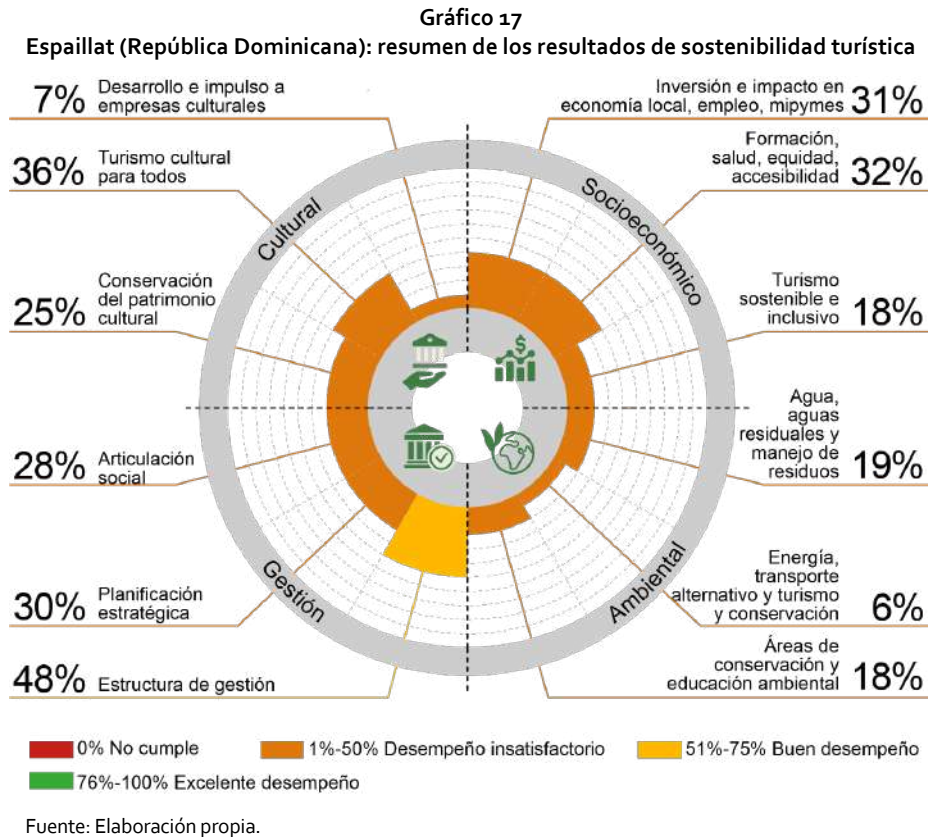 Gráfico 17
Espaillat (República Dominicana): resumen de los resultados de sostenibilidad turística
7% Desarrollo e impulso a
empresas culturales
36% Turismo cultural
para todos
25% Conservación
del patrimonio
cultural
28% Articulación
social
30% Planificación
estratégica
48% Estructura de gestión
Inversión e impacto en
economía local, empleo, mipymes 31%
Formación,
salud, equidad,
accesibilidad 32%
Turismo
sostenible e
inclusivo 18%
Agua,
aguas
residuales y
manejo de
residuos 19%
Energía,
transporte
alternativo y turismo
y conservación 6%
Áreas de
conservación y
educación ambiental 18%
Cultural
Socioeconómico
Gestión
Ambiental
$
0% No cumple
1%-50% Desempeño insatisfactorio
51%-75% Buen desempeño
76%-100% Excelente desempeño
Fuente: Elaboración propia.